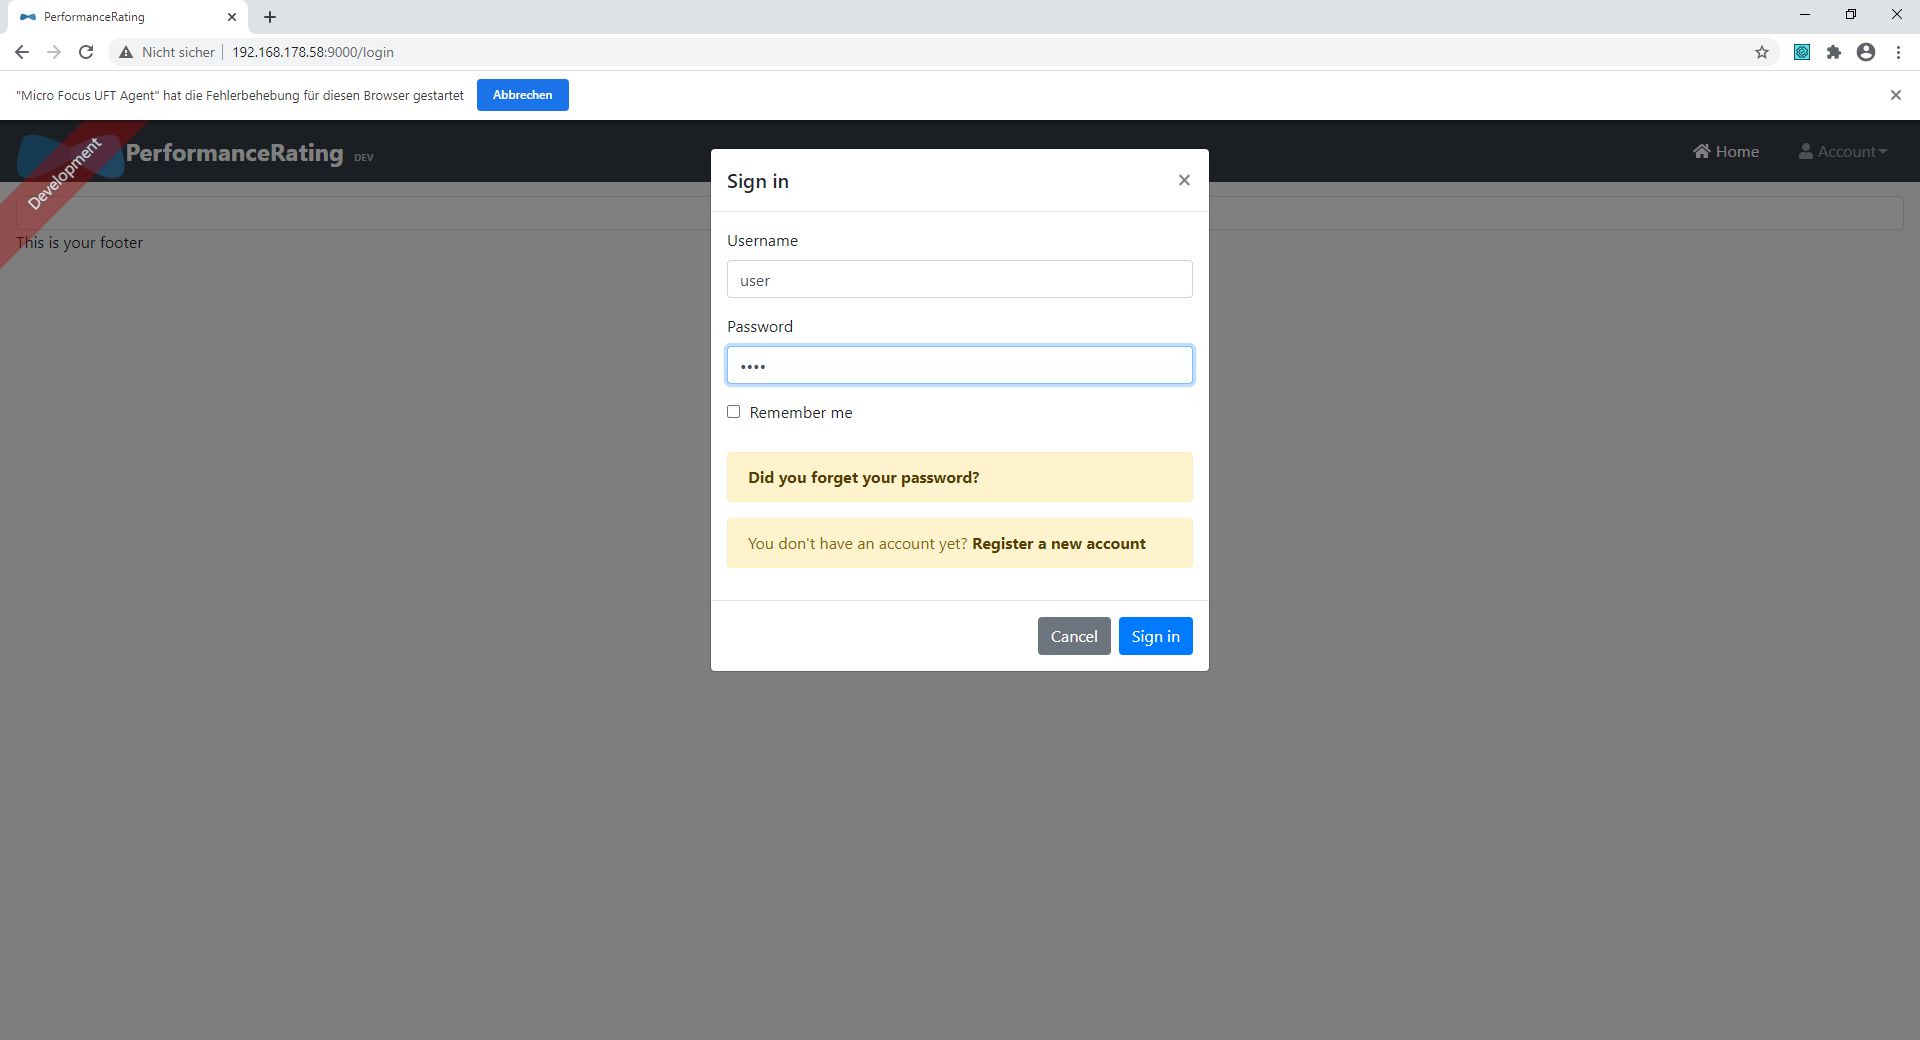 PerformanceRating
Nicht sicher 192.168.178.58:9000/login
"Micro Focus UFT Agent" hat die Fehlerbehebung für diesen Browser gestartet Abbrechen
Development
PerformanceRating DEV
Home Account
This is your footer
Sign in
Username
user
Password
Remember me
Did you forget your password?
You don't have an account yet? Register a new account
Cancel Sign in